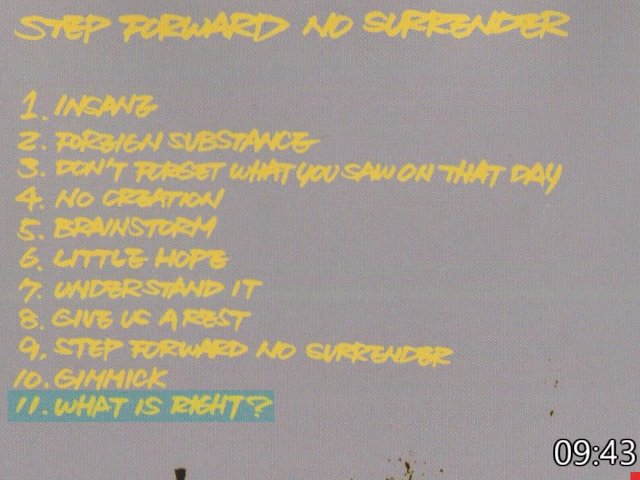 STEP FORWARD NO SURRENDER
1. INSANE
2. FOREIGN SUBSTANCE
3. DON'T FORGET WHAT YOU SAW ON THAT DAY
4. NO CREATION
5. BRAINSTORM
6. LITTLE HOPE
7. UNDERSTAND IT
8. GIVE US A REST
9, STEP FORWARD NO SURRENDER
10. GIMMICK
11. WHAT IS RIGHT?
09:43